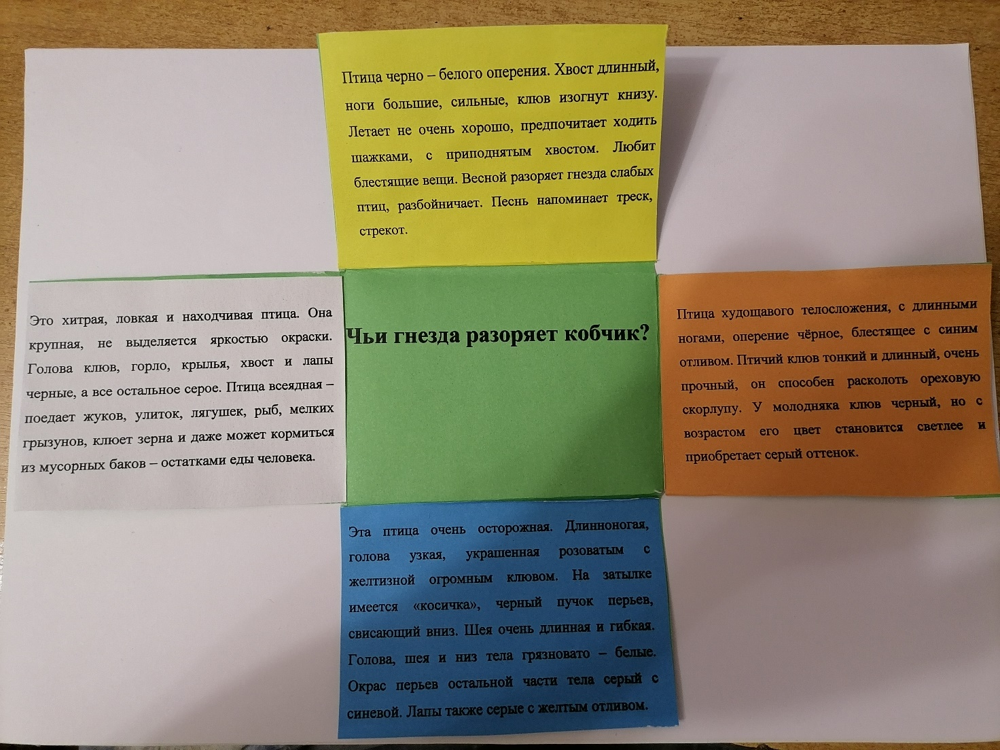 Птица черно – белого оперения. Хвост длинный,
ноги большие, сильные, клюв изогнут книзу.
Летает не очень хорошо, предпочитает ходить
шажками, с приподнятым хвостом. Любит
блестящие вещи. Весной разоряет гнезда слабых
птиц, разбойничает. Песнь напоминает треск,
стрекот.
Это хитрая, ловкая и находчивая птица. Она
крупная, не выделяется яркостью окраски.
Голова клюв, горло, крылья, хвост и лапы
черные, а все остальное серое. Птица всеядная –
поедает жуков, улиток, лягушек, рыб, мелких
грызунов, клюет зерна и даже может кормиться
из мусорных баков – остатками еды человека.
Чьи гнезда разоряет кобчик?
Птица худощавого телосложения, с длинными
ногами, оперение чёрное, блестящее с синим
отливом. Птичий клюв тонкий и длинный, очень
прочный, он способен расколоть ореховую
скорлупу. У молодняка клюв черный, но с
возрастом его цвет становится светлее и
приобретает серый оттенок.
Эта птица очень осторожная. Длинноногая,
голова узкая, украшенная розоватым с
желтизной огромным клювом. На затылке
имеется «косичка», черный пучок перьев,
свисающий вниз. Шея очень длинная и гибкая.
Голова, шея и низ тела грязновато – белые.
Окрас перьев остальной части тела серый с
синевой. Лапы также серые с желтым отливом.